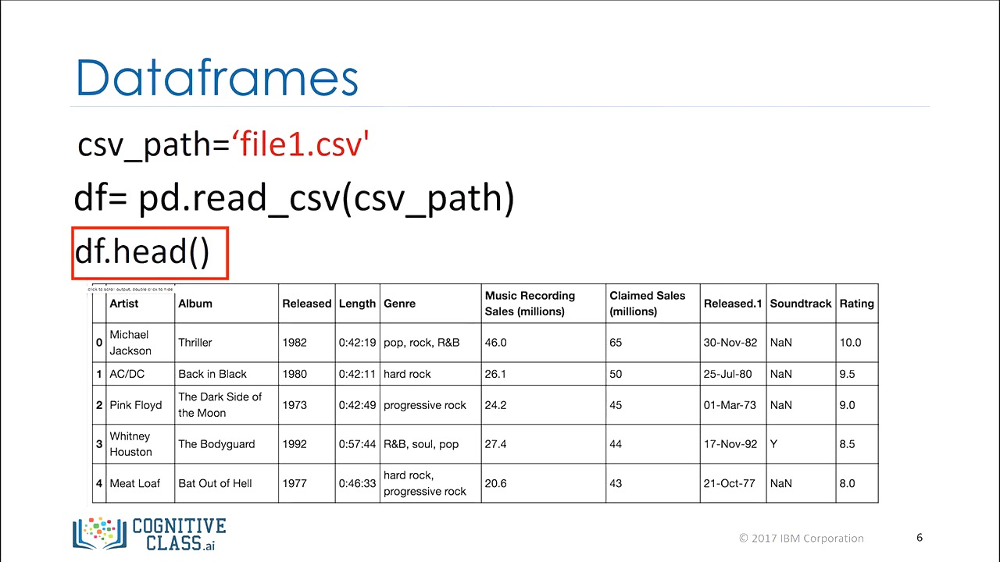 Dataframes
csv_path=‘file1.csv'
df= pd.read_csv(csv_path)
df.head()
click to scroll output; double click to hide
Artist Album Released Length Genre Music Recording Sales (millions) Claimed Sales (millions) Released.1 Soundtrack Rating
0 Michael Jackson Thriller 1982 0:42:19 pop, rock, R&B 46.0 65 30-Nov-82 NaN 10.0
1 AC/DC Back in Black 1980 0:42:11 hard rock 26.1 50 25-Jul-80 NaN 9.5
2 Pink Floyd The Dark Side of the Moon 1973 0:42:49 progressive rock 24.2 45 01-Mar-73 NaN 9.0
3 Whitney Houston The Bodyguard 1992 0:57:44 R&B, soul, pop 27.4 44 17-Nov-92 Y 8.5
4 Meat Loaf Bat Out of Hell 1977 0:46:33 hard rock, progressive rock 20.6 43 21-Oct-77 NaN 8.0
COGNITIVE
CLASS.ai
© 2017 IBM Corporation
6